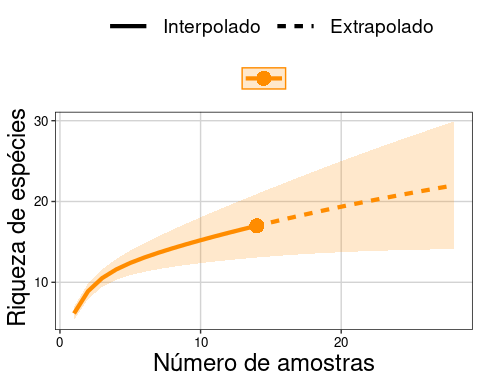 Interpolado Extrapolado
Riqueza de espécies
30
20
10
0 10 20
Número de amostras